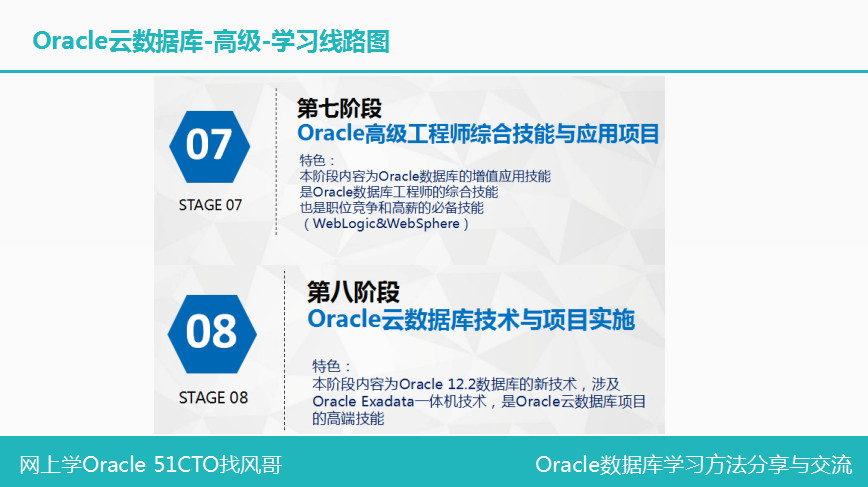 Oracle云数据库-高级-学习线路图
07
STAGE 07
第七阶段
Oracle高级工程师综合技能与应用项目
特色：
本阶段内容为Oracle数据库的增值应用技能
是Oracle数据库工程师的综合技能
也是职位竞争和高薪的必备技能
（WebLogic&WebSphere）
08
STAGE 08
第八阶段
Oracle云数据库技术与项目实施
特色：
本阶段内容为Oracle 12.2数据库的新技术，涉及
Oracle Exadata一体机技术，是Oracle云数据库项目
的高端技能
网上学Oracle 51CTO找风哥
Oracle数据库学习方法分享与交流